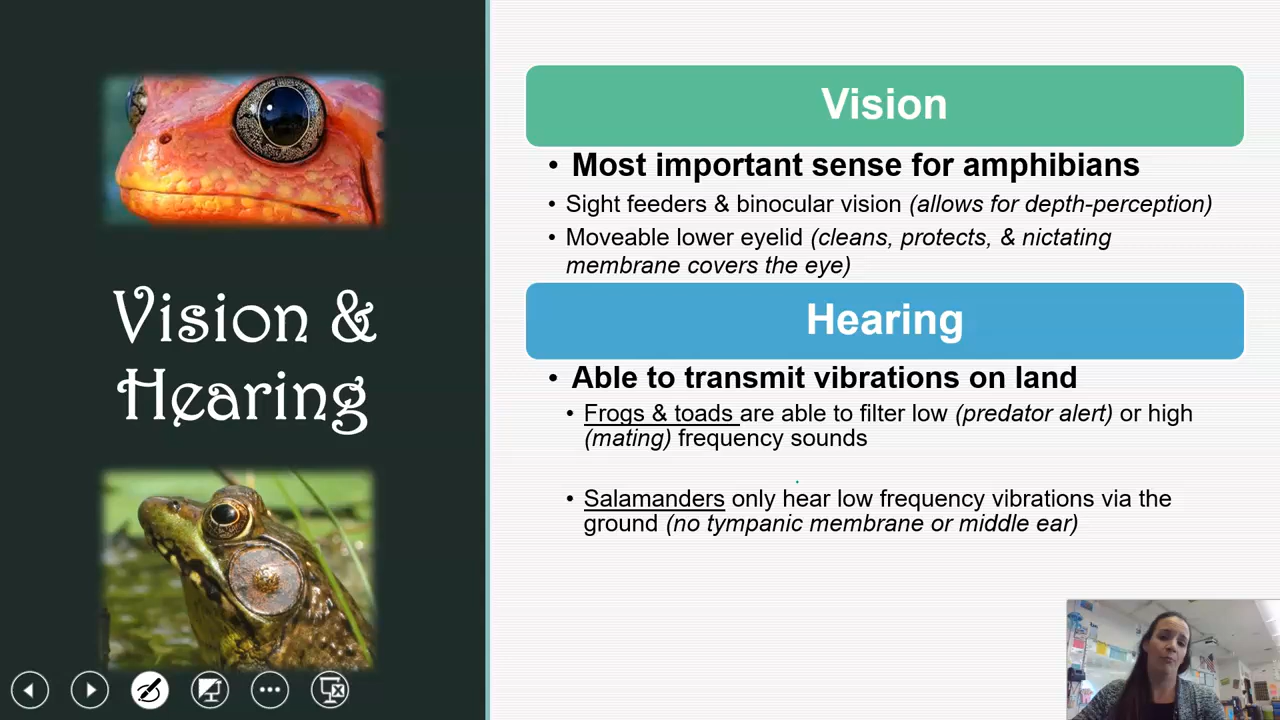 Vision &
Hearing
Vision
• Most important sense for amphibians
• Sight feeders & binocular vision (allows for depth-perception)
• Moveable lower eyelid (cleans, protects, & nictating
membrane covers the eye)
Hearing
• Able to transmit vibrations on land
• Frogs & toads are able to filter low (predator alert) or high
(mating) frequency sounds
• Salamanders only hear low frequency vibrations via the
ground (no tympanic membrane or middle ear)